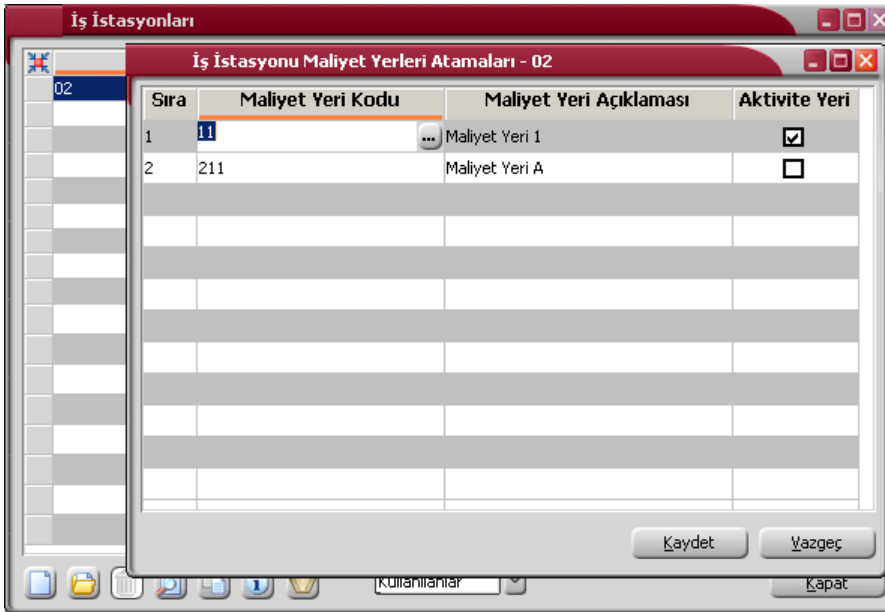 İş İstasyonları
İş İstasyonu Maliyet Yerleri Atamaları - 02
02
Sıra Maliyet Yeri Kodu Maliyet Yeri Açıklaması Aktivite Yeri
1 11 ... Maliyet Yeri 1
2 211 Maliyet Yeri A
Kaydet Vazgeç
Kullanılanlar Kapat